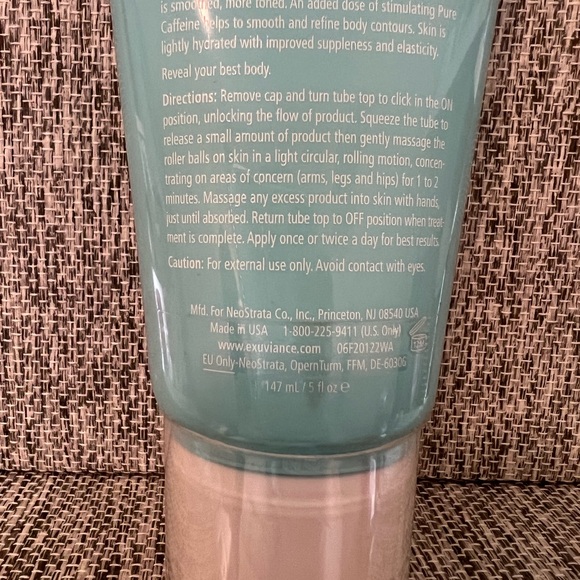 is smoothed, more toned. An added dose of stimulating Pure
Caffeine helps to smooth and refine body contours. Skin is
lightly hydrated with improved suppleness and elasticity.
Reveal your best body.
Directions: Remove cap and turn tube top to click in the ON
position, unlocking the flow of product. Squeeze the tube to
release a small amount of product then gently massage the
roller balls on skin in a light circular, rolling motion, concen-
trating on areas of concern (arms, legs and hips) for 1 to 2
minutes. Massage any excess product into skin with hands,
just until absorbed. Return tube top to OFF position when treat-
ment is complete. Apply once or twice a day for best results.
Caution: For external use only. Avoid contact with eyes.
Mfd. For NeoStrata Co., Inc., Princeton, NJ 08540 USA
Made in USA 1-800-225-9411 (U.S. Only)
www.exuviance.com 06F20122WA
EU Only-NeoStrata, OpernTurm, FFM, DE-60306
147 mL / 5 fl oz e